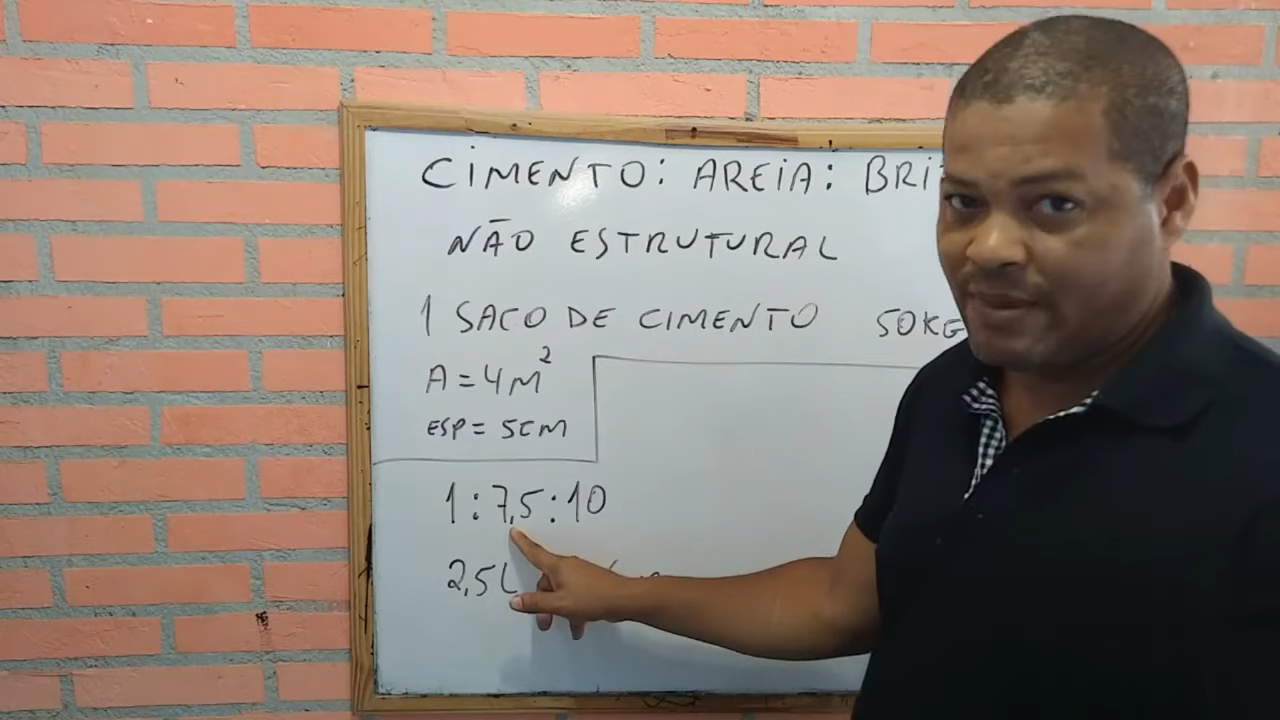 CIMENTO: AREIA: BRI
NÃO ESTRUTURAL
1 SACO DE CIMENTO 50KG
A = 4M²
ESP = 5CM
1:7,5:10
2,5L